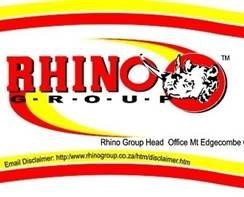 RHINO
G·R·O·U·P
TM
Rhino Group Head Office Mt Edgecombe
Email Disclaimer: http:/www.rhinogroup.co.za/htm/disclaimer.htm